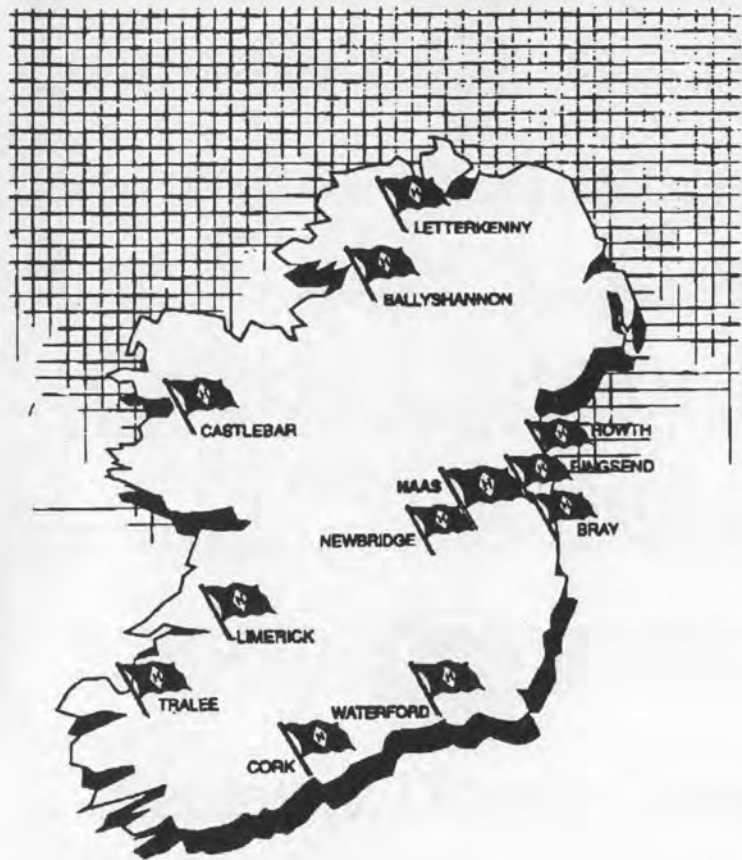 LETTERKENNY
BALLYSHANNON
CASTLEBAR
HOWTH
RINGSEND
NAAS
BRAY
NEWBRIDGE
LIMERICK
TRALEE
WATERFORD
CORK